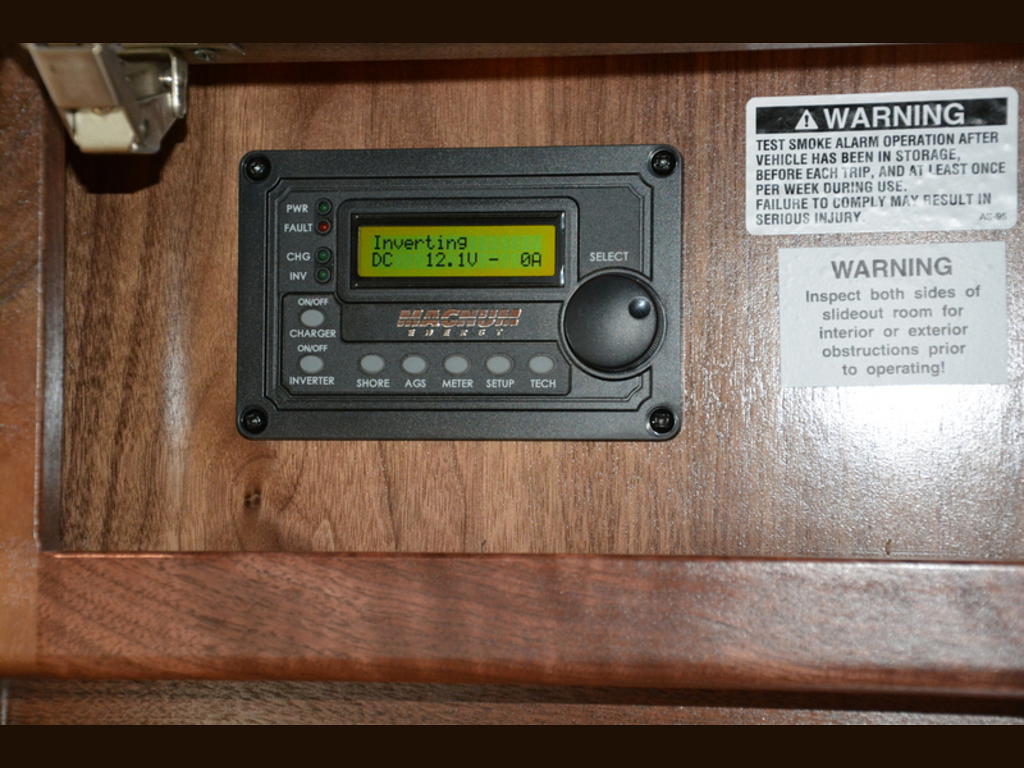 PWR
FAULT
CHG
INV
Inverting
DC 12.1V - 0A
SELECT
ON/OFF
CHARGER
ON/OFF
INVERTER
MAGNUM
ENERGY
SHORE AGS METER SETUP TECH
⚠ WARNING
TEST SMOKE ALARM OPERATION AFTER
VEHICLE HAS BEEN IN STORAGE,
BEFORE EACH TRIP, AND AT LEAST ONCE
PER WEEK DURING USE.
FAILURE TO COMPLY MAY RESULT IN
SERIOUS INJURY.
WARNING
Inspect both sides of
slideout room for
interior or exterior
obstructions prior
to operating!